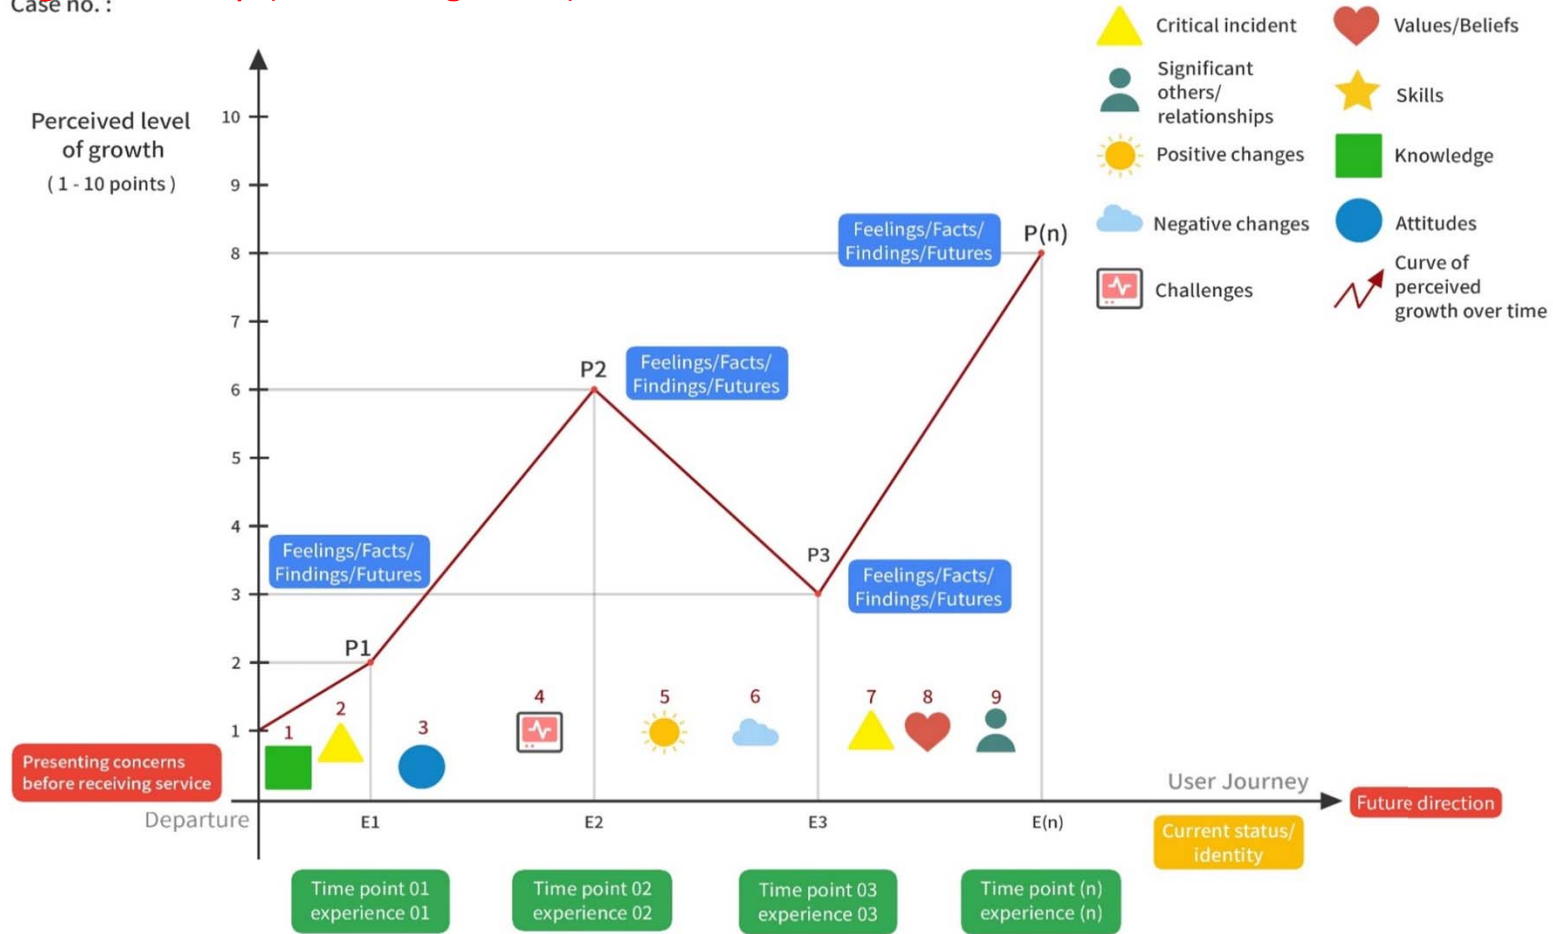 Case no. :
Perceived level
of growth
( 1 - 10 points )
10
9
8
7
6
5
4
3
2
1
Critical incident
Significant
others/
relationships
Positive changes
Negative changes
Challenges
Values/Beliefs
Skills
Knowledge
Attitudes
Curve of
perceived
growth over time
Feelings/Facts/
Findings/Futures
P(n)
P2
Feelings/Facts/
Findings/Futures
Feelings/Facts/
Findings/Futures
P3
Feelings/Facts/
Findings/Futures
P1
1
2
3
4
5
6
7
8
9
Presenting concerns
before receiving service
Departure
E1
E2
E3
E(n)
User Journey
Future direction
Current status/
identity
Time point 01
experience 01
Time point 02
experience 02
Time point 03
experience 03
Time point (n)
experience (n)